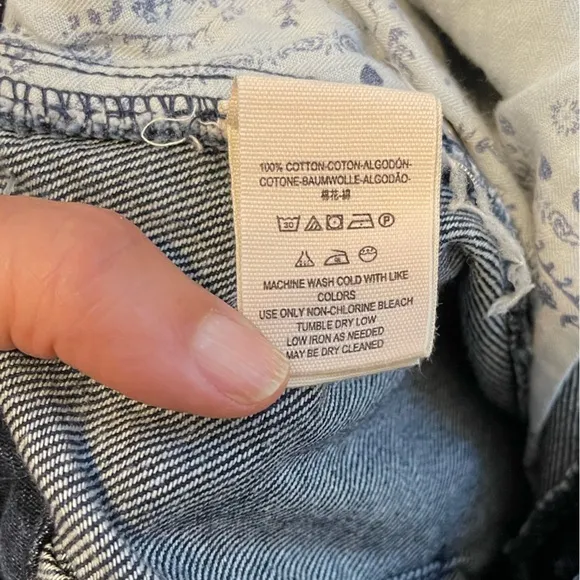 100% COTTON-COTON-ALGODÓN-
COTONE-BAUMWOLLE-ALGODÃO-
棉花-綿
30 P
MACHINE WASH COLD WITH LIKE
COLORS
USE ONLY NON-CHLORINE BLEACH
TUMBLE DRY LOW
LOW IRON AS NEEDED
MAY BE DRY CLEANED